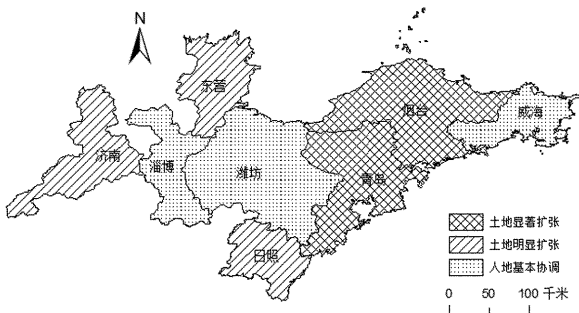 N
东营
烟台
威海
济南
淄博
潍坊
青岛
日照
土地显著扩张
土地明显扩张
人地基本协调
0 50 100 千米